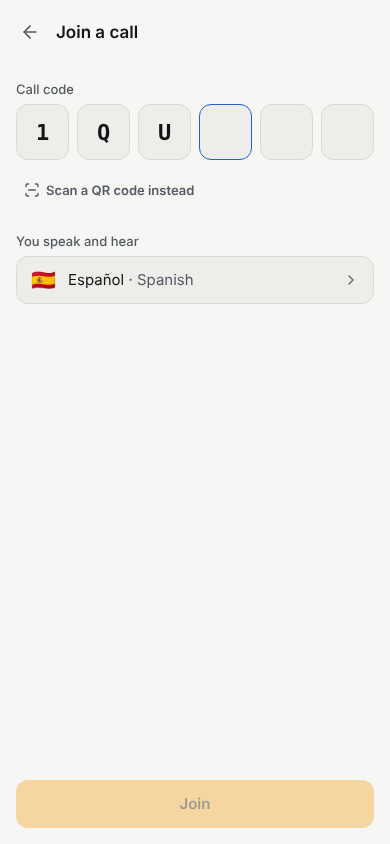 Join a call
Call code
1 Q U
Scan a QR code instead
You speak and hear
Español · Spanish
Join